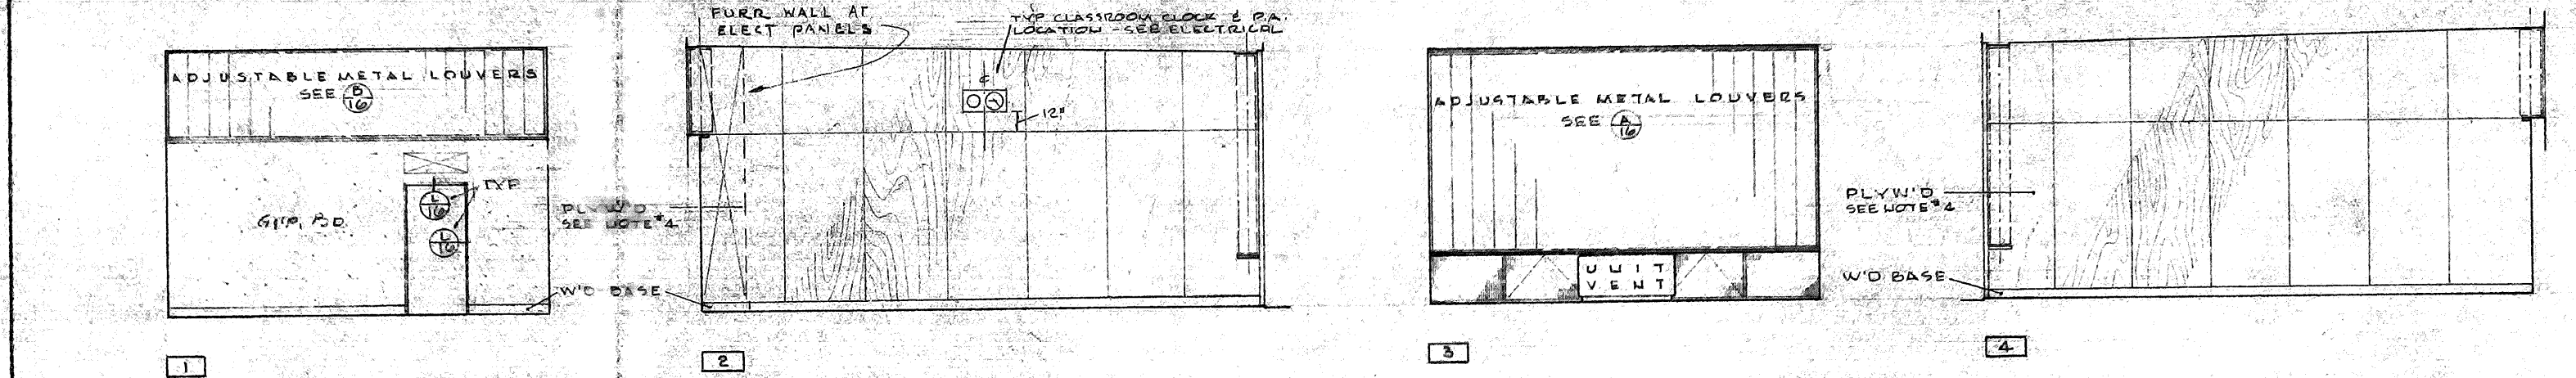 FURR WALL AT
ELECT PANELS
TYP CLASSROOM CLOCK & P.A.
LOCATION - SEE ELECTRICAL
ADJUSTABLE METAL LOUVERS
SEE B
16
GYP. BD.
TYP
L
16
L
16
W'D BASE
1
PLYW'D
SEE NOTE #4
C
12"
2
ADJUSTABLE METAL LOUVERS
SEE A
16
UNIT
VENT
3
PLYW'D
SEE NOTE #4
W'D BASE
4